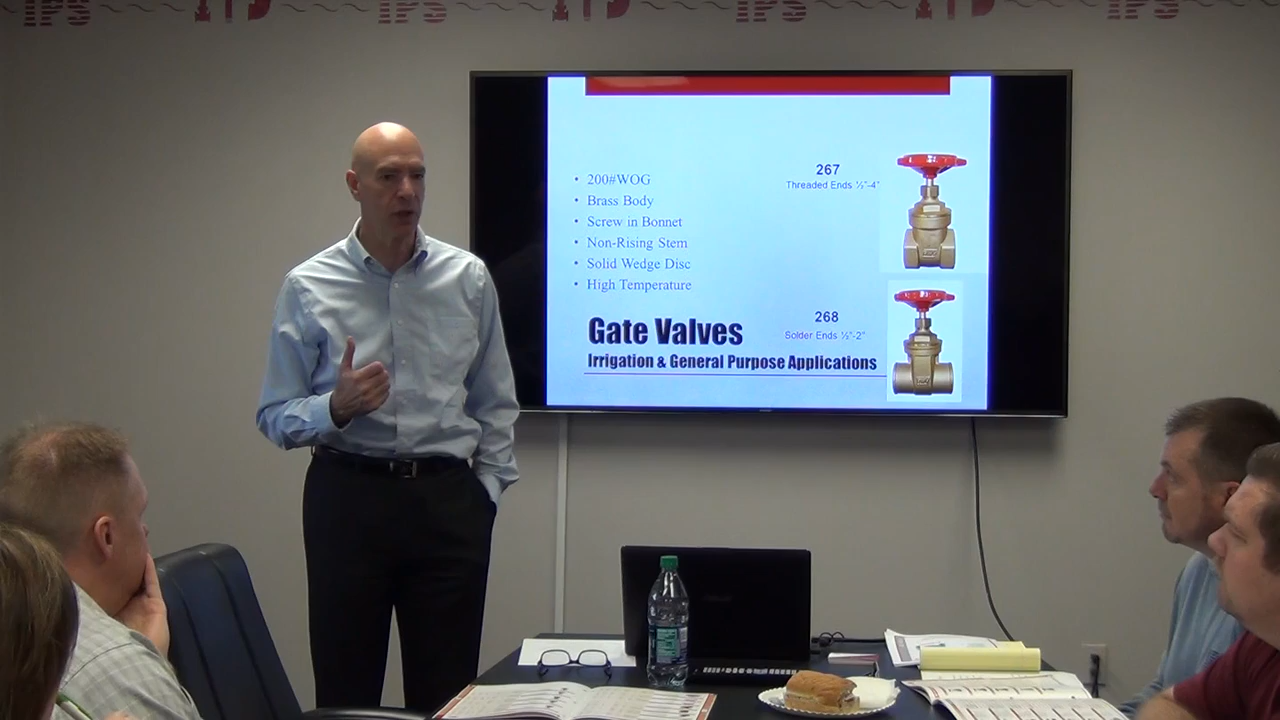 IPS
IPS
IPS
IPS
• 200#WOG
• Brass Body
• Screw in Bonnet
• Non-Rising Stem
• Solid Wedge Disc
• High Temperature
267
Threaded Ends ½"-4"
268
Solder Ends ½"-2"
Gate Valves
Irrigation & General Purpose Applications